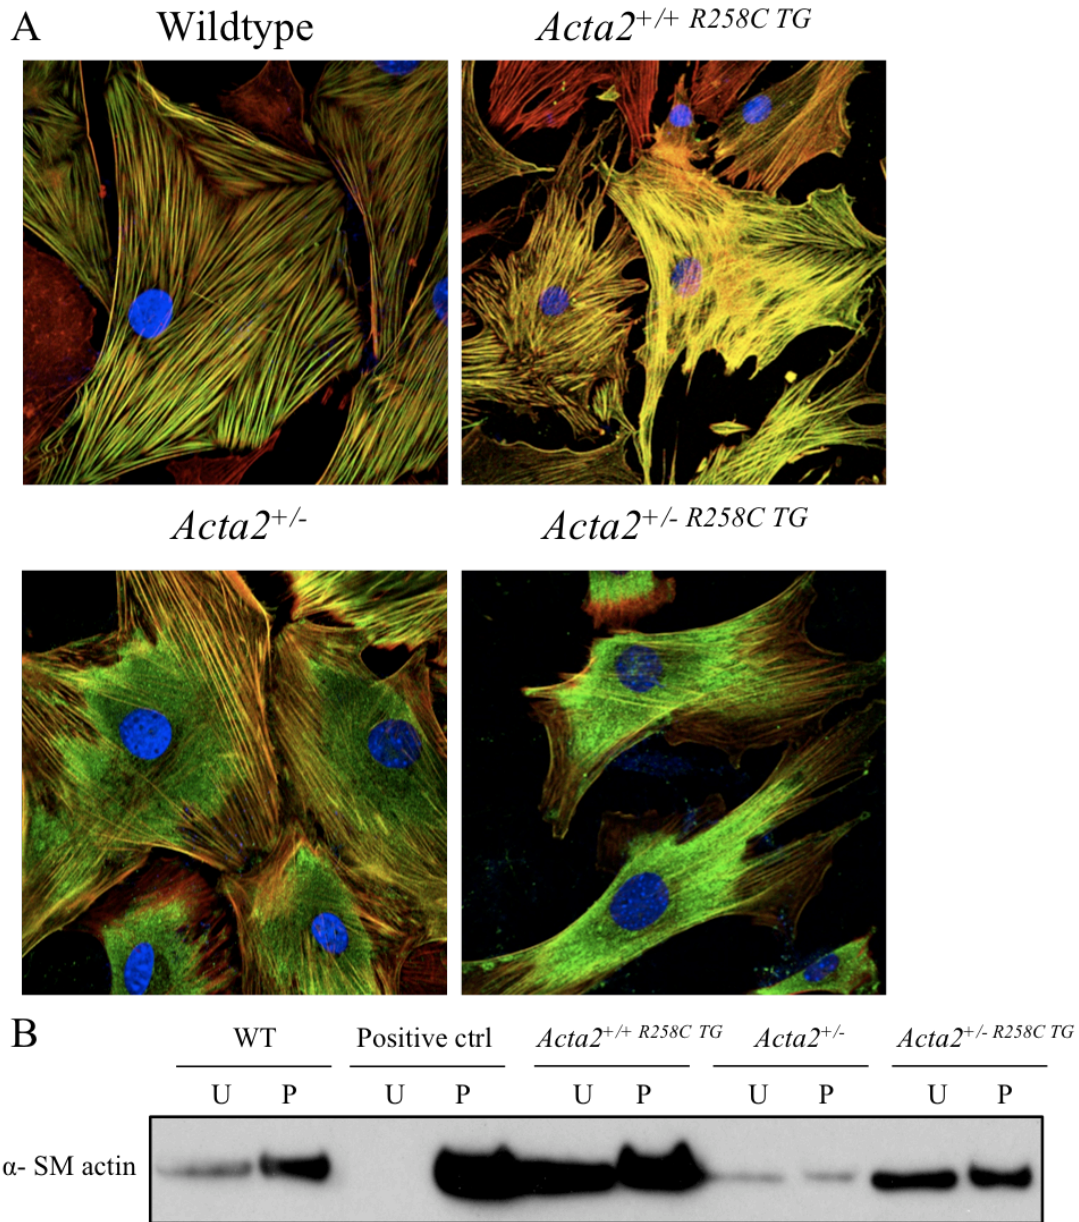 A Wildtype Acta2+/+ R258C TG
Acta2+/- Acta2+/- R258C TG
B WT Positive ctrl Acta2+/+ R258C TG Acta2+/- Acta2+/- R258C TG
U P U P U P U P U P
α- SM actin